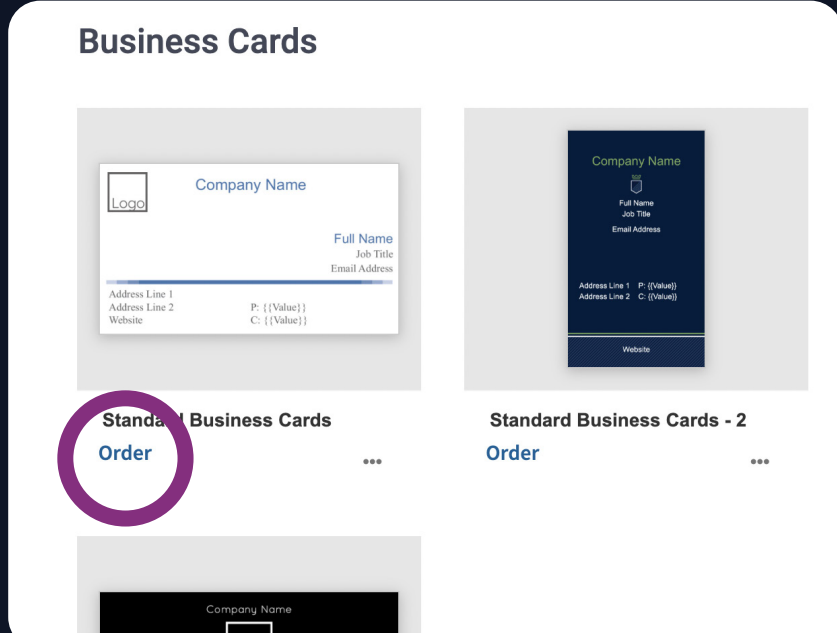 Business Cards
Logo
Company Name
Full Name
Job Title
Email Address
Address Line 1
Address Line 2 P: {{Value}}
Website C: {{Value}}
Company Name
Full Name
Job Title
Email Address
Address Line 1 P: {{Value}}
Address Line 2 C: {{Value}}
Website
Standard Business Cards
Order
•••
Standard Business Cards - 2
Order
•••
Company Name